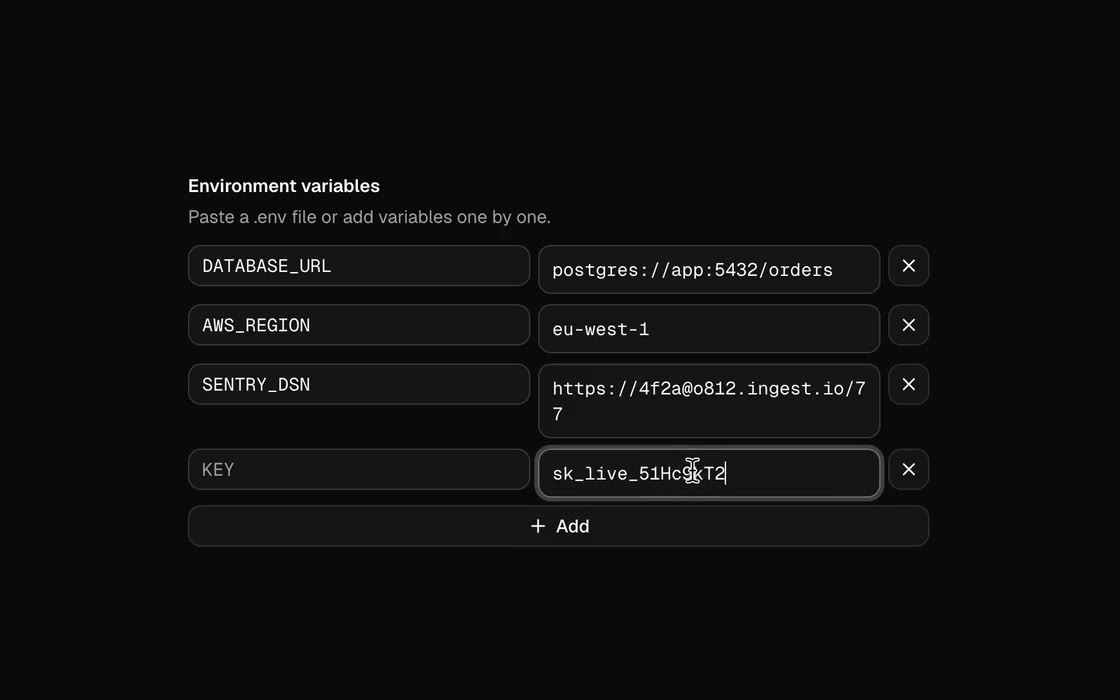 Environment variables
Paste a .env file or add variables one by one.
DATABASE_URL
postgres://app:5432/orders
AWS_REGION
eu-west-1
SENTRY_DSN
https://4f2a@o812.ingest.io/7
7
KEY
sk_live_51Hc9kT2
+ Add